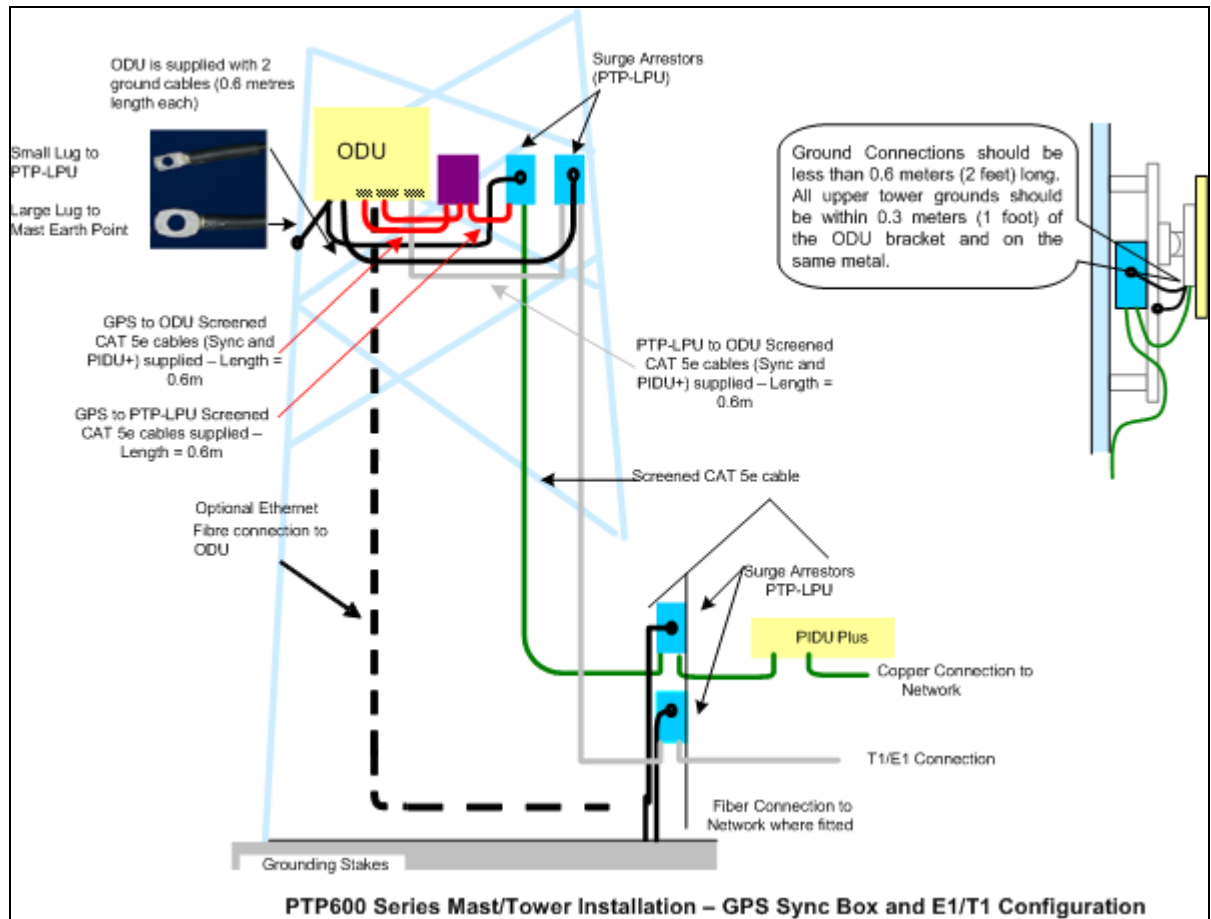 ODU is supplied with 2
ground cables (0.6 metres
length each)
Surge Arrestors
(PTP-LPU)
ODU
Small Lug to
PTP-LPU
Large Lug to
Mast Earth Point
Ground Connections should be
less than 0.6 meters (2 feet) long.
All upper tower grounds should
be within 0.3 meters (1 foot) of
the ODU bracket and on the
same metal.
GPS to ODU Screened
CAT 5e cables (Sync and
PIDU+) supplied – Length =
0.6m
PTP-LPU to ODU Screened
CAT 5e cables (Sync and
PIDU+) supplied – Length =
0.6m
GPS to PTP-LPU Screened
CAT 5e cables supplied –
Length = 0.6m
Screened CAT 5e cable
Optional Ethernet
Fibre connection to
ODU
Surge Arrestors
PTP-LPU
PIDU Plus
Copper Connection to
Network
T1/E1 Connection
Fiber Connection to
Network where fitted
Grounding Stakes
PTP600 Series Mast/Tower Installation – GPS Sync Box and E1/T1 Configuration